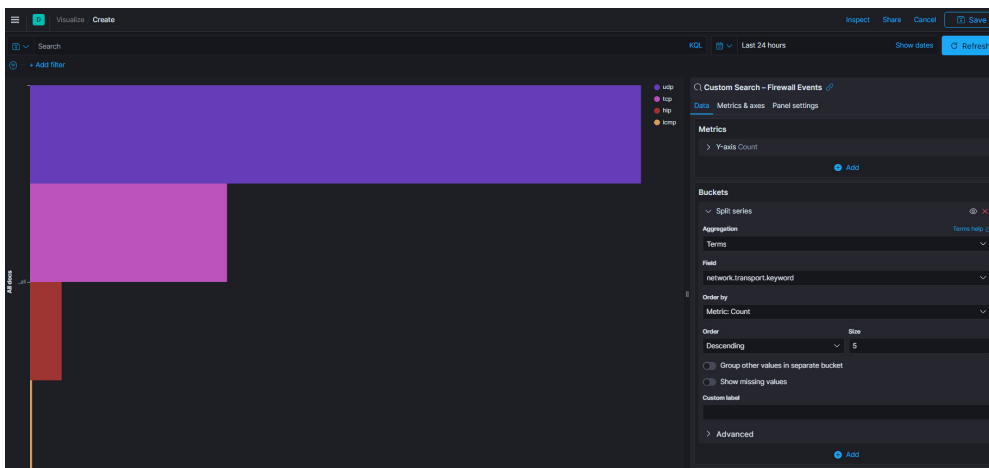 D Visualize Create Inspect Share Cancel Save
Search KQL Last 24 hours Show dates Refresh
+ Add filter
udp
tcp
hip
icmp
All docs
_all
Custom Search – Firewall Events
Data Metrics & axes Panel settings
Metrics
Y-axis Count
Add
Buckets
Split series
Aggregation Terms help
Terms
Field
network.transport.keyword
Order by
Metric: Count
Order Size
Descending 5
Group other values in separate bucket
Show missing values
Custom label
Advanced
Add